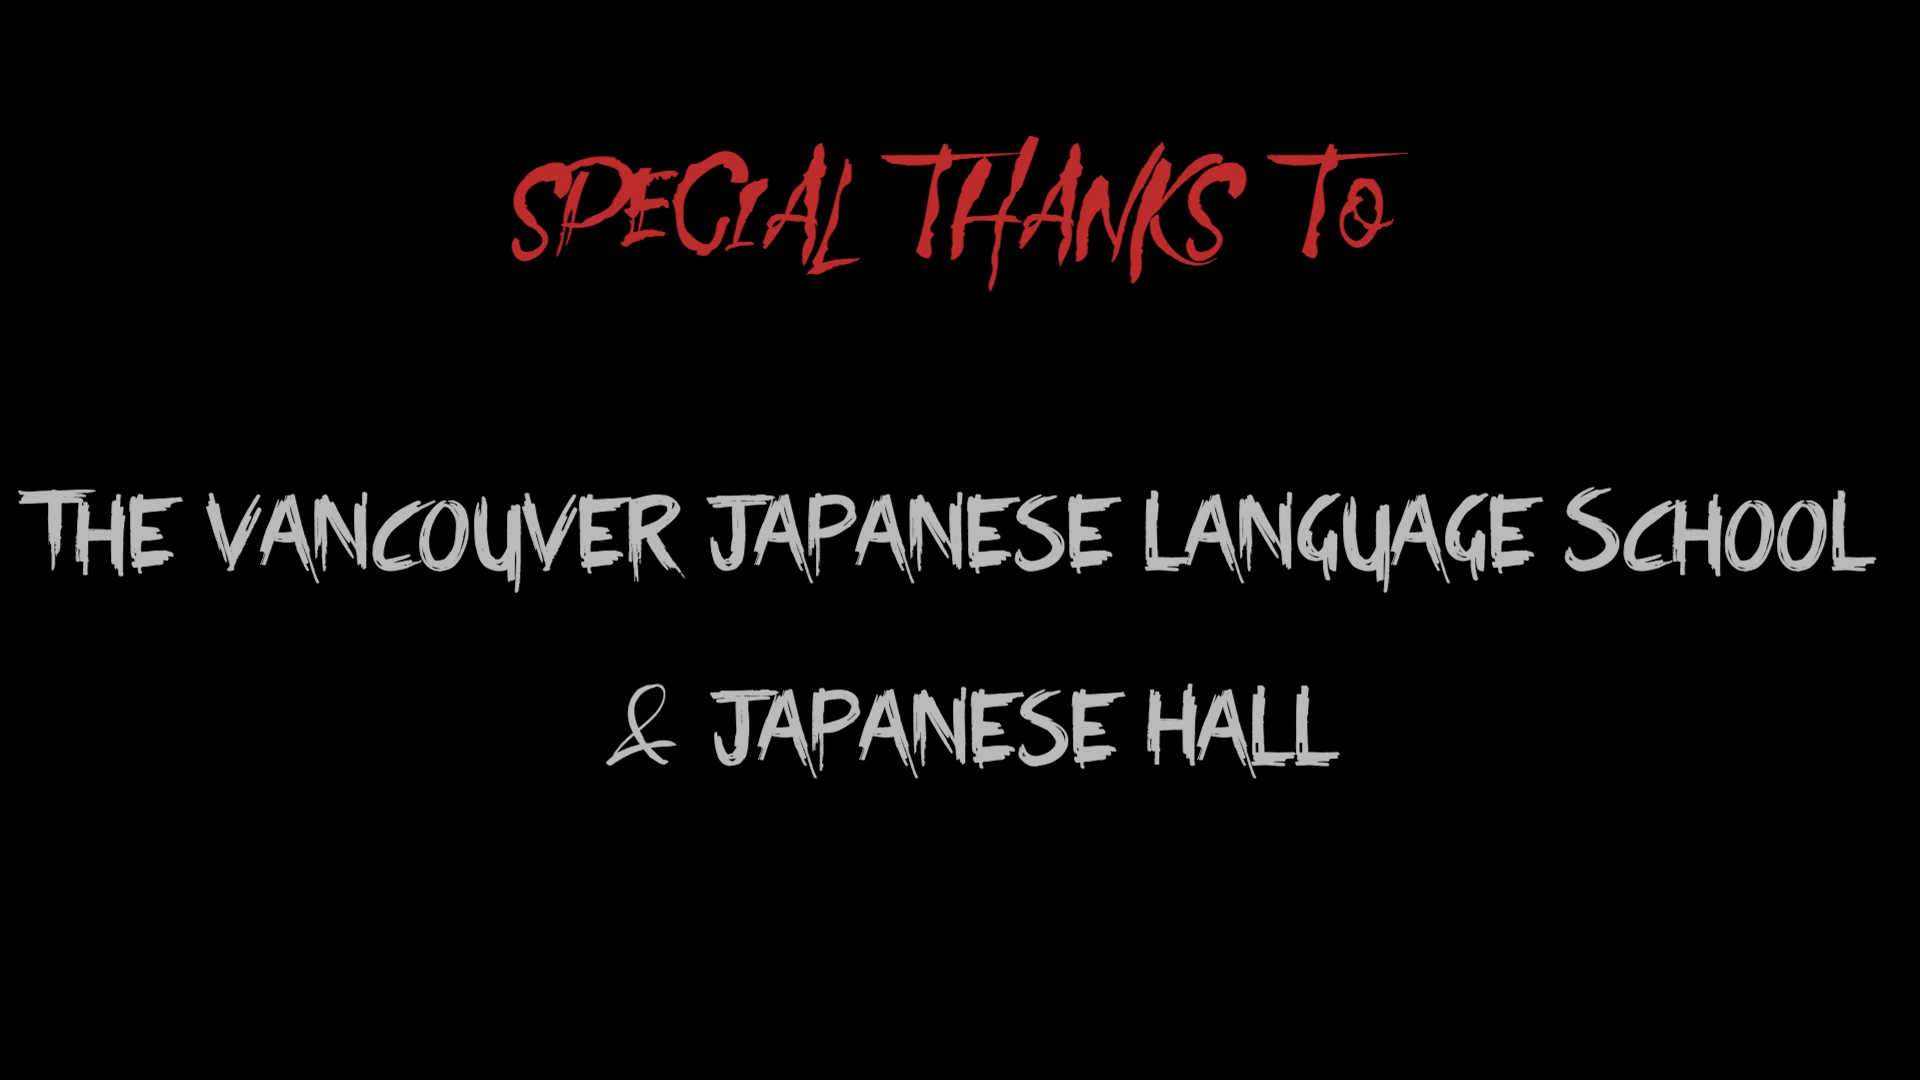 SPECIAL THANKS TO
THE VANCOUVER JAPANESE LANGUAGE SCHOOL
& JAPANESE HALL